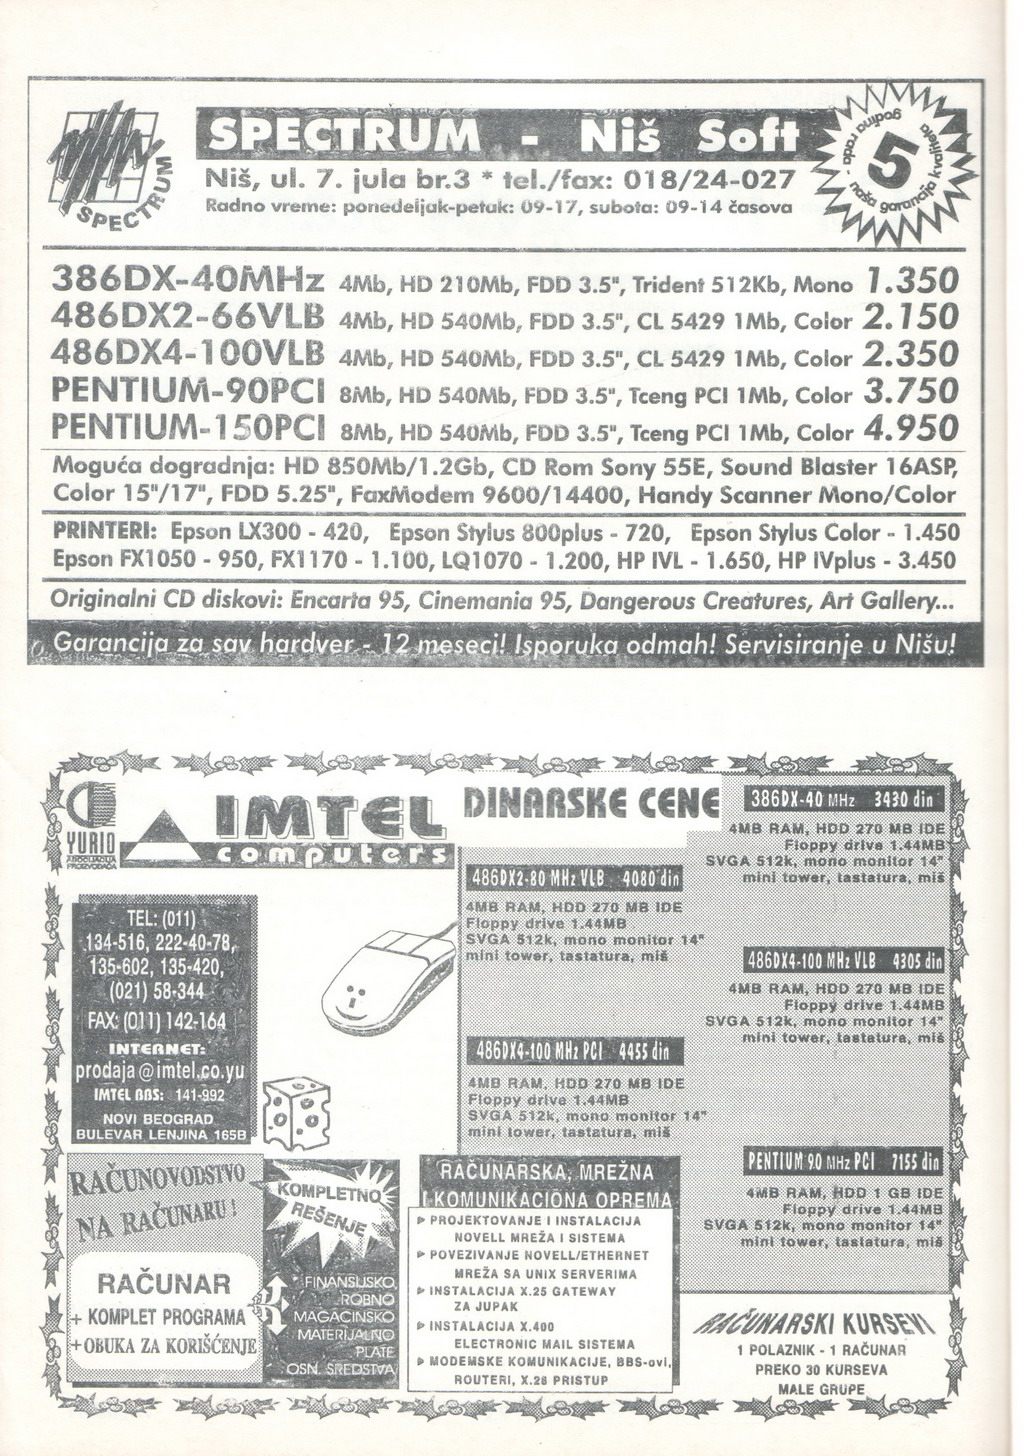 SPECTRUM
SPECTRUM - Niš Soft
Niš, ul. 7. jula br.3 * tel./fax: 018/24-027
Radno vreme: ponedeljak-petak: 09-17, subota: 09-14 časova
5 godina rada - naša garancija kvaliteta
386DX-40MHz 4Mb, HD 210Mb, FDD 3.5", Trident 512Kb, Mono 1.350
486DX2-66VLB 4Mb, HD 540Mb, FDD 3.5", CL 5429 1Mb, Color 2.150
486DX4-100VLB 4Mb, HD 540Mb, FDD 3.5", CL 5429 1Mb, Color 2.350
PENTIUM-90PCI 8Mb, HD 540Mb, FDD 3.5", Tceng PCI 1Mb, Color 3.750
PENTIUM-150PCI 8Mb, HD 540Mb, FDD 3.5", Tceng PCI 1Mb, Color 4.950
Moguća dogradnja: HD 850Mb/1.2Gb, CD Rom Sony 55E, Sound Blaster 16ASP,
Color 15"/17", FDD 5.25", FaxModem 9600/14400, Handy Scanner Mono/Color
PRINTERI: Epson LX300 - 420, Epson Stylus 800plus - 720, Epson Stylus Color - 1.450
Epson FX1050 - 950, FX1170 - 1.100, LQ1070 - 1.200, HP IVL - 1.650, HP IVplus - 3.450
Originalni CD diskovi: Encarta 95, Cinemania 95, Dangerous Creatures, Art Gallery...
Garancija za sav hardver - 12 meseci! Isporuka odmah! Servisiranje u Nišu!
YURIO
ASOCIJACIJA
PROIZVOĐAČA
IMTEL
computers
DINARSKE CENE
386DX-40 MHz 3430 din
4MB RAM, HDD 270 MB IDE
Floppy drive 1.44MB
SVGA 512k, mono monitor 14"
mini tower, tastatura, miš
486DX2-80 MHz VLB 4080 din
4MB RAM, HDD 270 MB IDE
Floppy drive 1.44MB
SVGA 512k, mono monitor 14"
mini tower, tastatura, miš
486DX4-100 MHz VLB 4305 din
4MB RAM, HDD 270 MB IDE
Floppy drive 1.44MB
SVGA 512k, mono monitor 14"
mini tower, tastatura, miš
486DX4-100 MHz PCI 4455 din
4MB RAM, HDD 270 MB IDE
Floppy drive 1.44MB
SVGA 512k, mono monitor 14"
mini tower, tastatura, miš
PENTIUM 90 MHz PCI 7155 din
4MB RAM, HDD 1 GB IDE
Floppy drive 1.44MB
SVGA 512k, mono monitor 14"
mini tower, tastatura, miš
TEL: (011)
134-516, 222-40-78,
135-602, 135-420,
(021) 58-344
FAX: (011) 142-164
INTERNET:
prodaja@imtel.co.yu
IMTEL BBS: 141-992
NOVI BEOGRAD
BULEVAR LENJINA 165B
RAČUNOVODSTVO
NA RAČUNARU!
RAČUNAR
+ KOMPLET PROGRAMA
+OBUKA ZA KORIŠĆENJE
KOMPLETNO
REŠENJE
FINANSIJSKO
ROBNO
MAGACINSKO
MATERIJALNO
PLATE
OSN. SREDSTVA
RAČUNARSKA, MREŽNA
I KOMUNIKACIONA OPREMA
PROJEKTOVANJE I INSTALACIJA
NOVELL MREŽA I SISTEMA
POVEZIVANJE NOVELL/ETHERNET
MREŽA SA UNIX SERVERIMA
INSTALACIJA X.25 GATEWAY
ZA JUPAK
INSTALACIJA X.400
ELECTRONIC MAIL SISTEMA
MODEMSKE KOMUNIKACIJE, BBS-ovi,
ROUTERI, X.28 PRISTUP
RAČUNARSKI KURSEVI
1 POLAZNIK - 1 RAČUNAR
PREKO 30 KURSEVA
MALE GRUPE